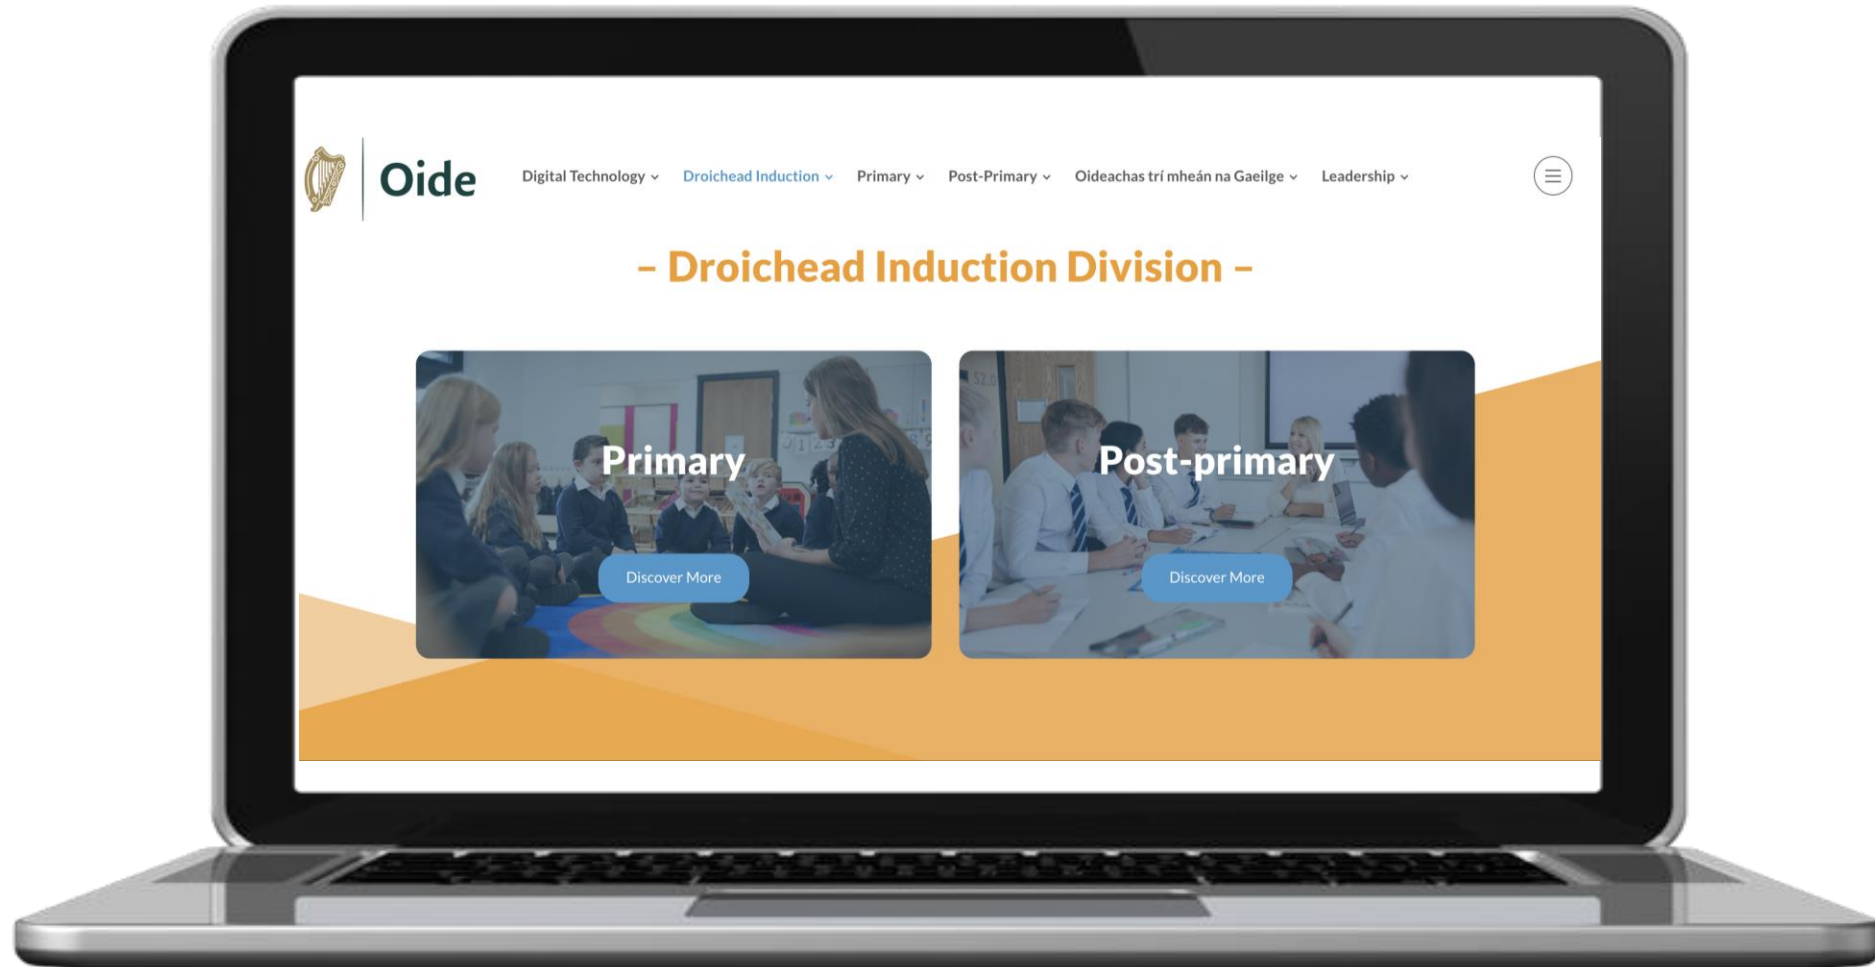 Oide
Digital Technology Droichead Induction Primary Post-Primary Oideachas trí mheán na Gaeilge Leadership
– Droichead Induction Division –
Primary
Post-primary
Discover More
Discover More